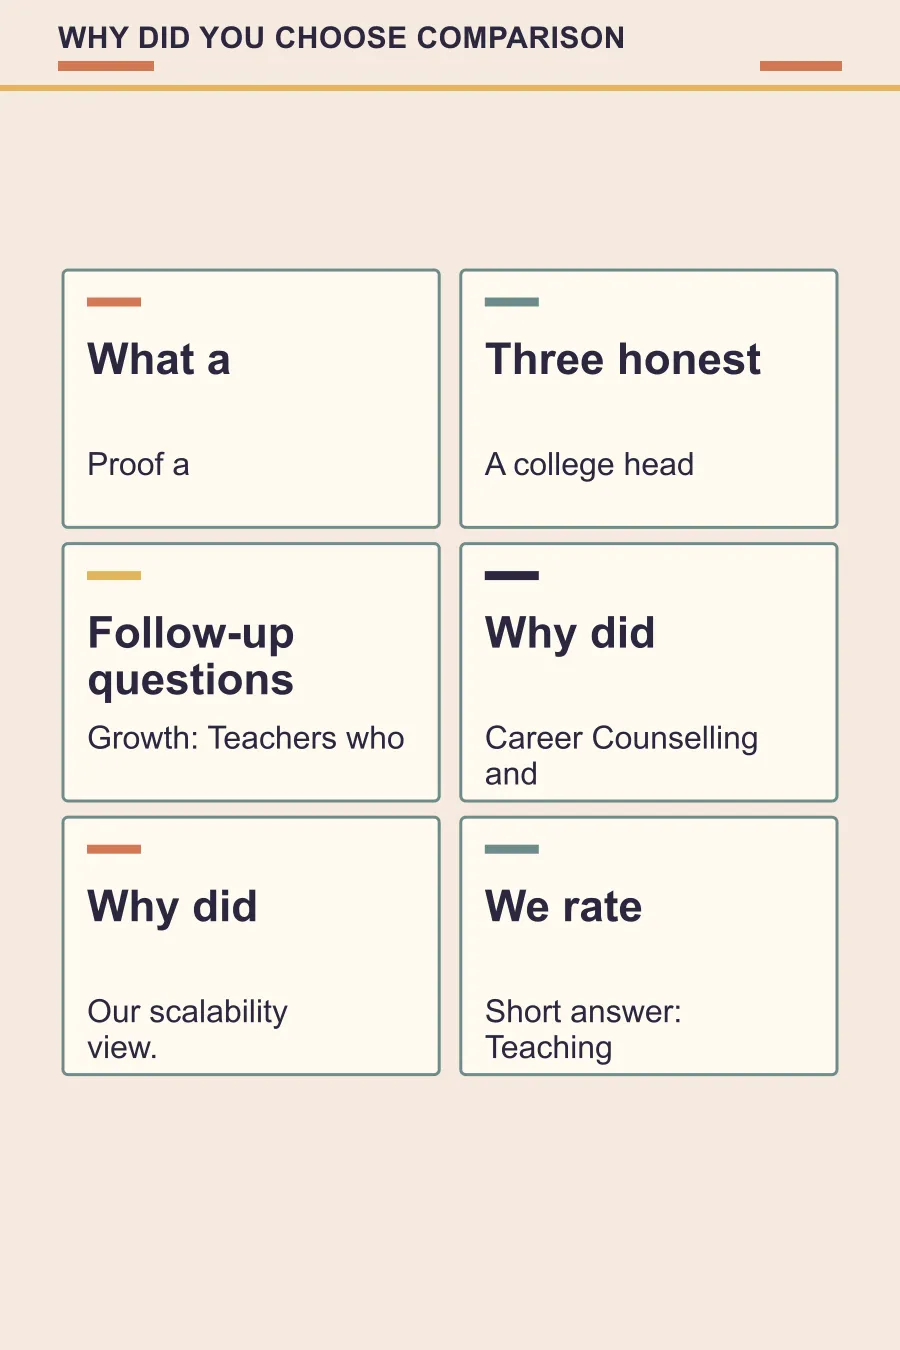 WHY DID YOU CHOOSE COMPARISON
What a
Proof a
Three honest
A college head
Follow-up
questions
Growth: Teachers who
Why did
Career Counselling
and
Why did
Our scalability
view.
We rate
Short answer:
Teaching